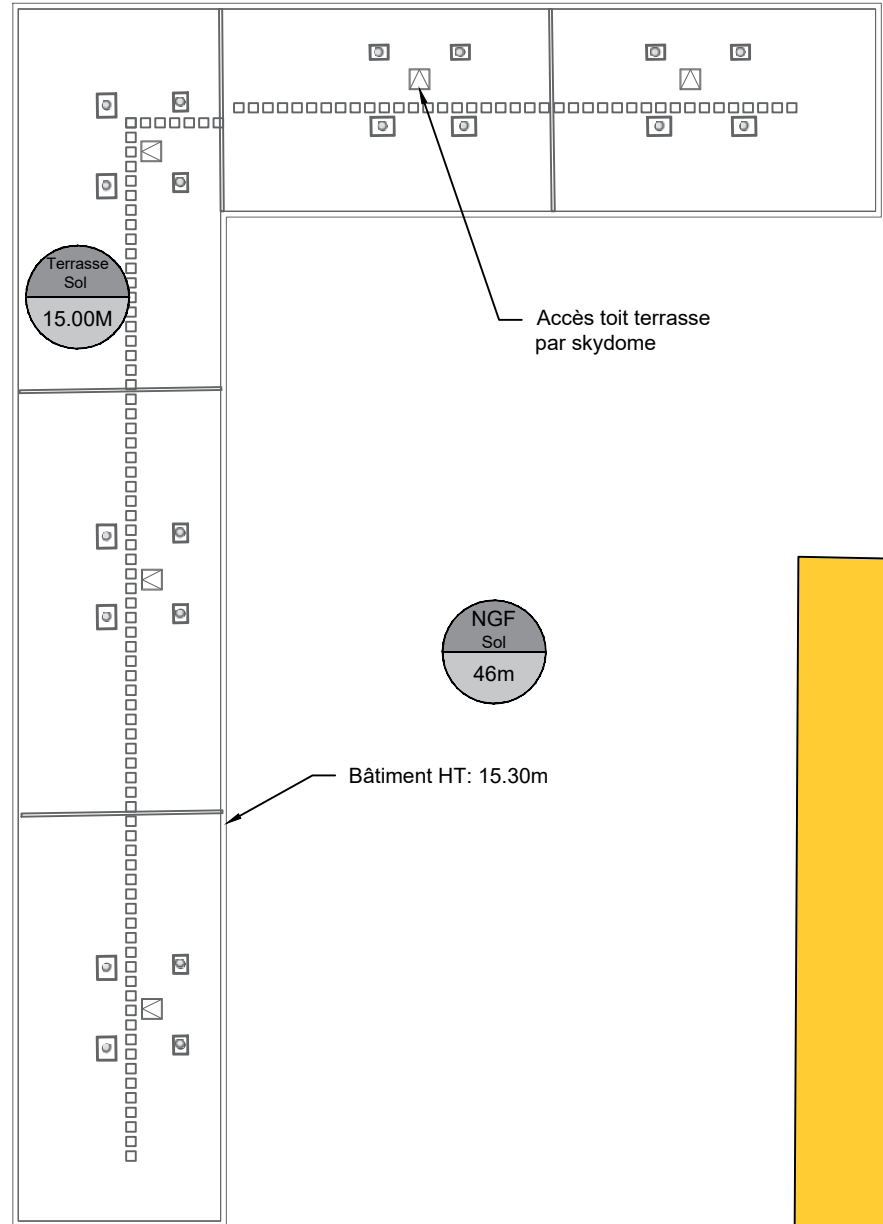 Terrasse
Sol
15.00M
Accès toit terrasse
par skydome
NGF
Sol
46m
Bâtiment HT: 15.30m